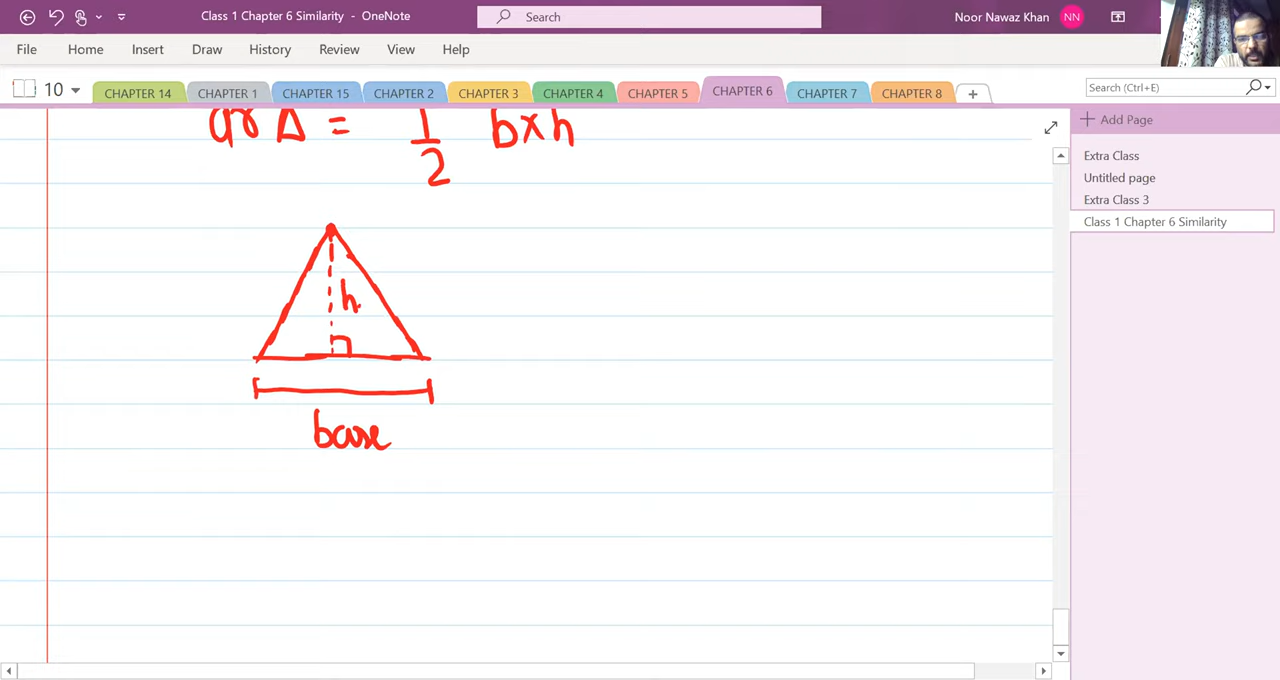 Class 1 Chapter 6 Similarity - OneNote
Search
Noor Nawaz Khan NN
File Home Insert Draw History Review View Help
10 CHAPTER 14 CHAPTER 1 CHAPTER 15 CHAPTER 2 CHAPTER 3 CHAPTER 4 CHAPTER 5 CHAPTER 6 CHAPTER 7 CHAPTER 8 +
Search (Ctrl+E)
Add Page
Extra Class
Untitled page
Extra Class 3
Class 1 Chapter 6 Similarity
ar Δ = 1/2 b×h
h
base